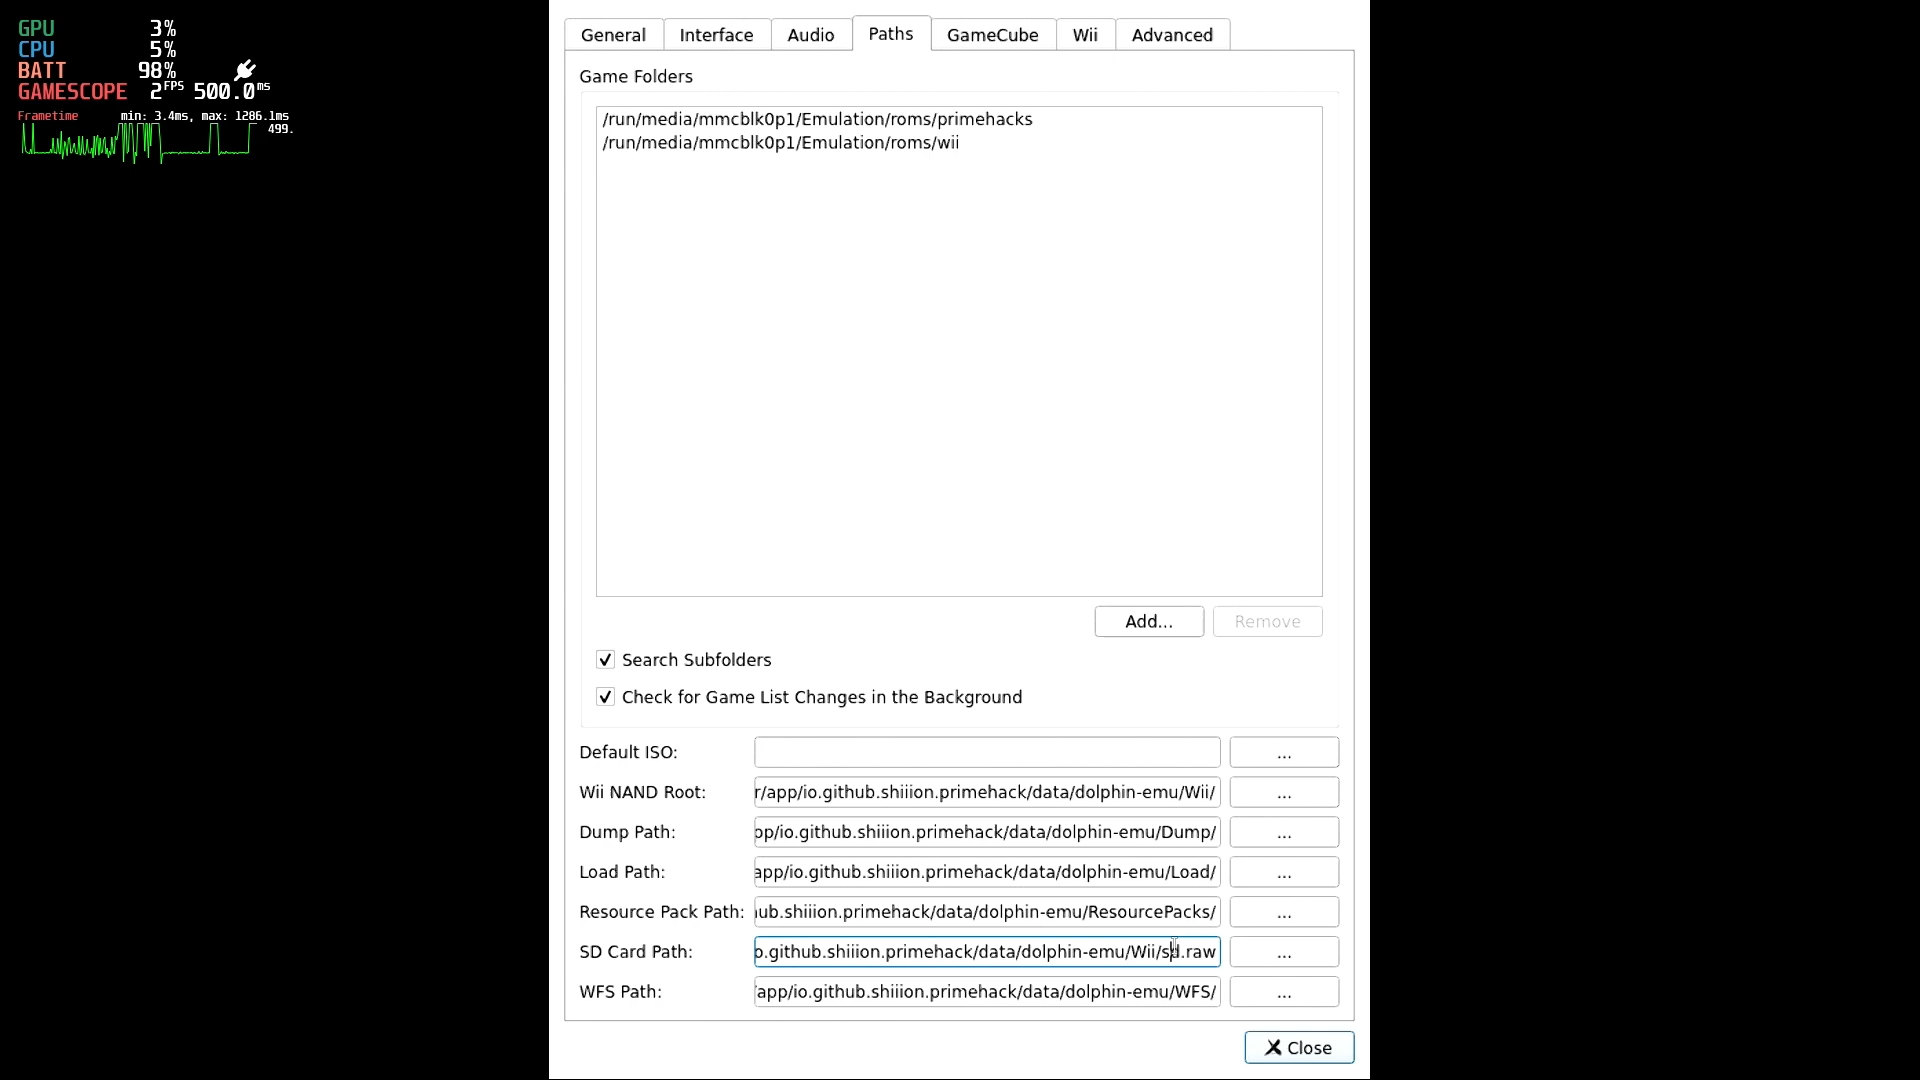 GPU 3%
CPU 5%
BATT 98%
GAMESCOPE 2FPS 500.0ms
Frametime min: 3.4ms, max: 1286.1ms
499.
General Interface Audio Paths GameCube Wii Advanced
Game Folders
/run/media/mmcblk0p1/Emulation/roms/primehacks
/run/media/mmcblk0p1/Emulation/roms/wii
Add... Remove
Search Subfolders
Check for Game List Changes in the Background
Default ISO: ...
Wii NAND Root: r/app/io.github.shiiion.primehack/data/dolphin-emu/Wii/ ...
Dump Path: pp/io.github.shiiion.primehack/data/dolphin-emu/Dump/ ...
Load Path: app/io.github.shiiion.primehack/data/dolphin-emu/Load/ ...
Resource Pack Path: ub.shiiion.primehack/data/dolphin-emu/ResourcePacks/ ...
SD Card Path: o.github.shiiion.primehack/data/dolphin-emu/Wii/sd.raw ...
WFS Path: /app/io.github.shiiion.primehack/data/dolphin-emu/WFS/ ...
Close